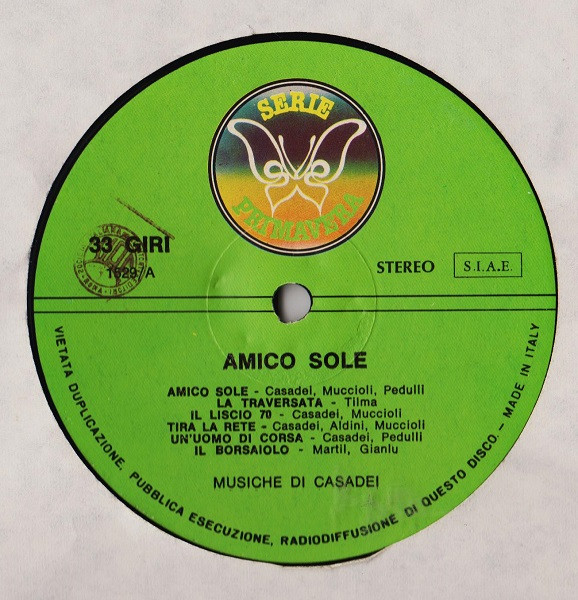 SERIE
PRIMAVERA
33 GIRI
1529 A
STEREO
S.I.A.E.
AMICO SOLE
AMICO SOLE - Casadei, Muccioli, Pedulli
LA TRAVERSATA - Tilma
IL LISCIO 70 - Casadei, Muccioli
TIRA LA RETE - Casadei, Aldini, Muccioli
UN'UOMO DI CORSA - Casadei, Pedulli
IL BORSAIOLO - Martil, Gianlu
MUSICHE DI CASADEI
VIETATA DUPLICAZIONE, PUBBLICA ESECUZIONE, RADIODIFFUSIONE DI QUESTO DISCO. - MADE IN ITALY